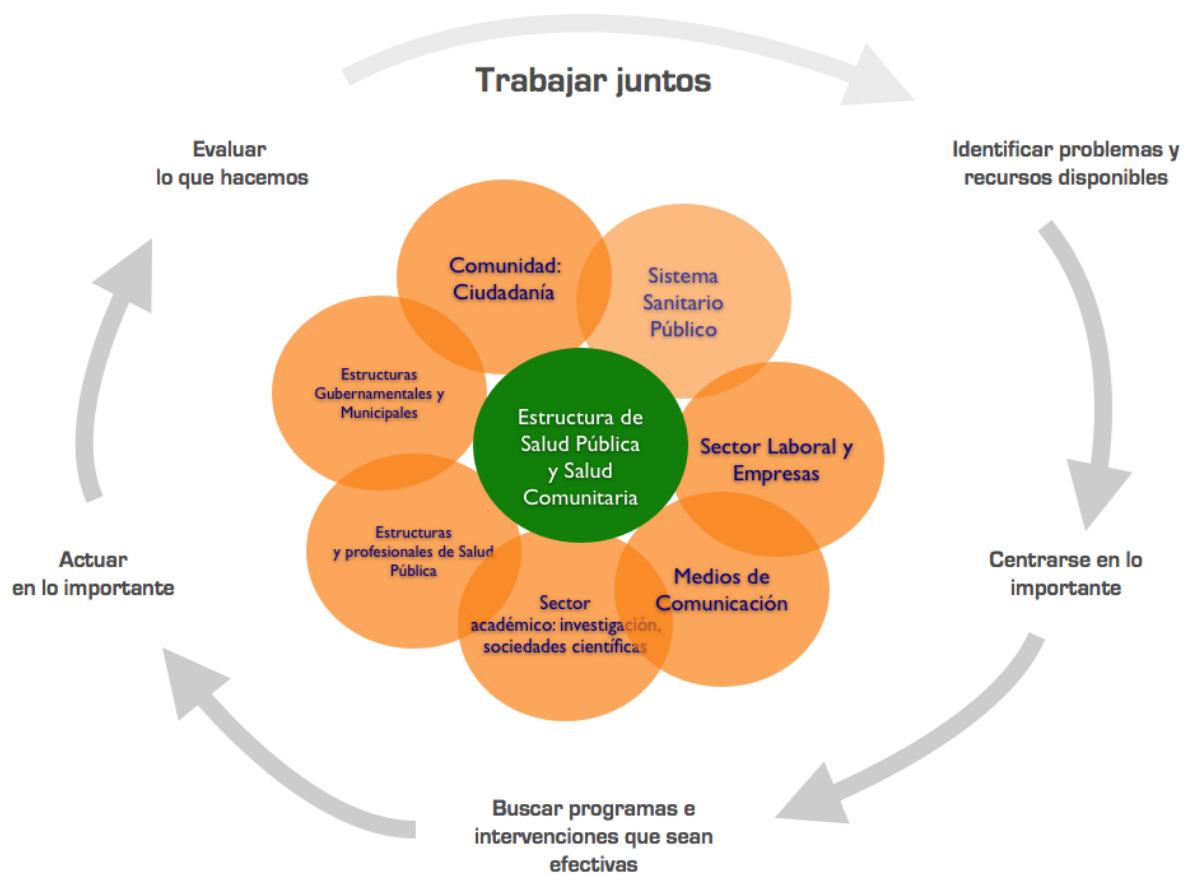 Trabajar juntos
Evaluar
lo que hacemos
Identificar problemas y
recursos disponibles
Comunidad:
Ciudadanía
Sistema
Sanitario
Público
Estructuras
Gubernamentales y
Municipales
Estructura de
Salud Pública
y Salud
Comunitaria
Sector Laboral y
Empresas
Estructuras
y profesionales de Salud
Pública
Sector
académico: investigación,
sociedades científicas
Medios de
Comunicación
Actuar
en lo importante
Centrarse en lo
importante
Buscar programas e
intervenciones que sean
efectivas